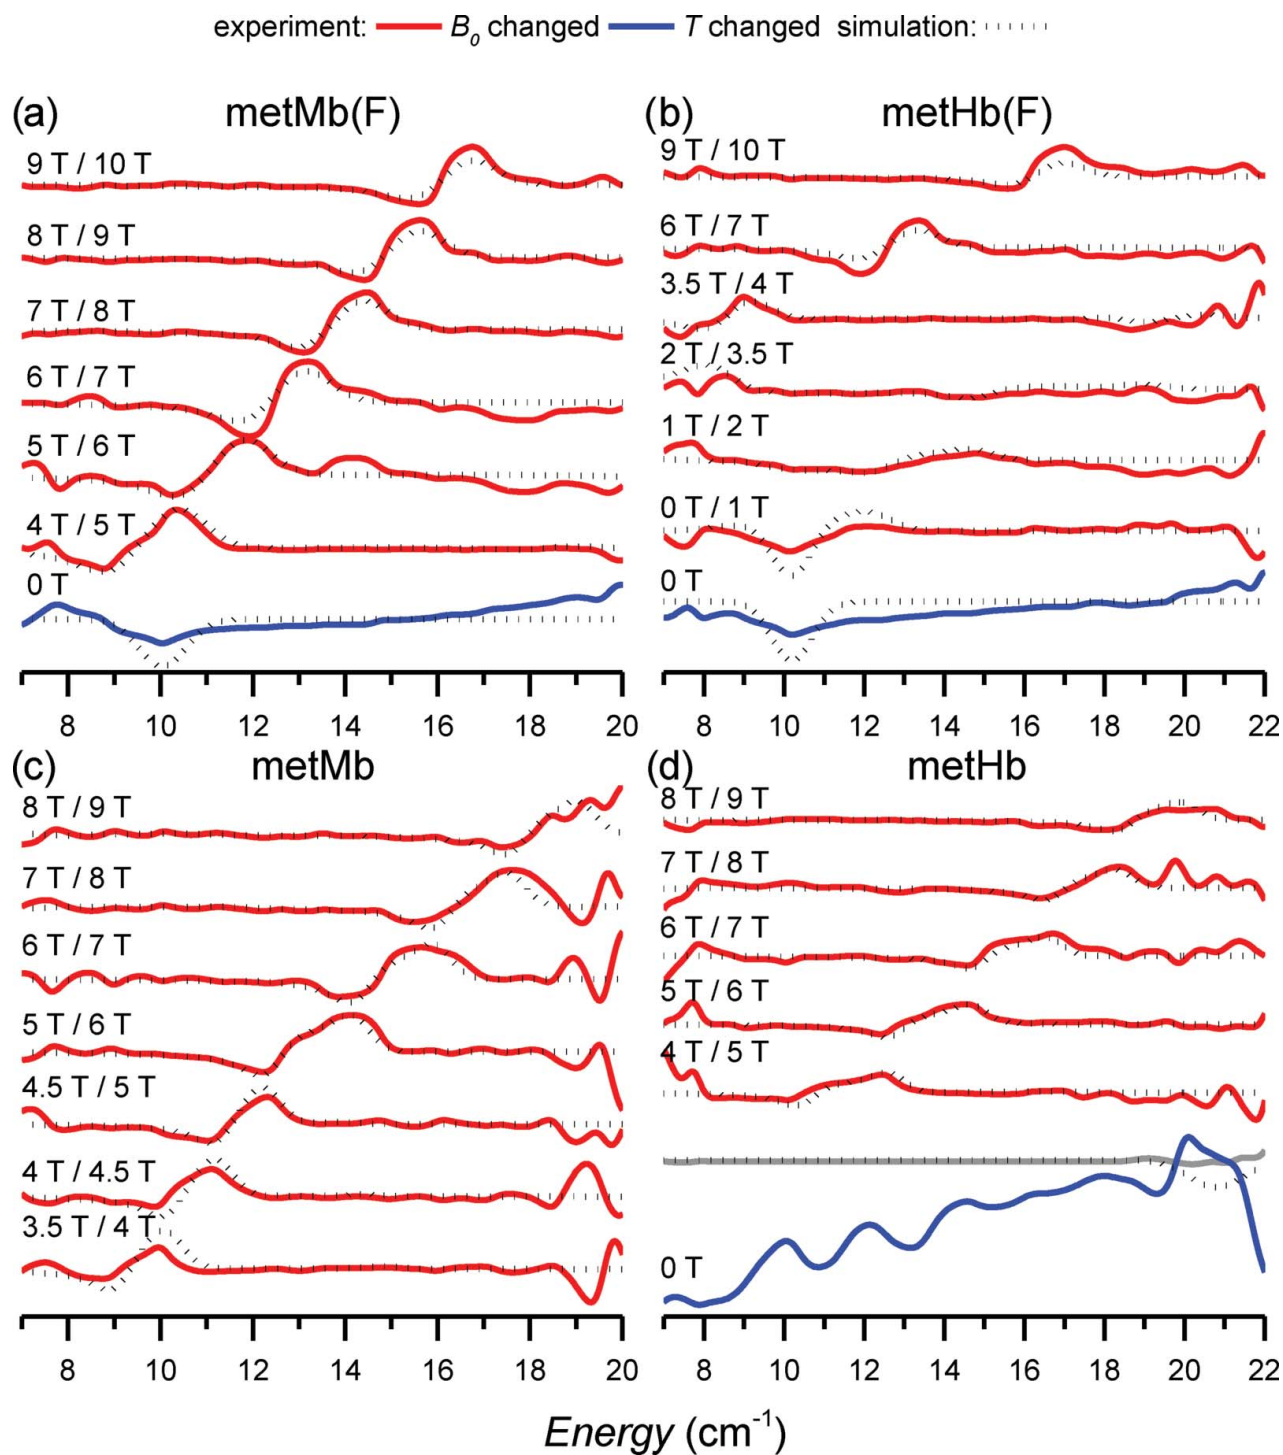 experiment: B0 changed T changed simulation:
(a) metMb(F)
9 T / 10 T
8 T / 9 T
7 T / 8 T
6 T / 7 T
5 T / 6 T
4 T / 5 T
0 T
8 10 12 14 16 18 20
(b) metHb(F)
9 T / 10 T
6 T / 7 T
3.5 T / 4 T
2 T / 3.5 T
1 T / 2 T
0 T / 1 T
0 T
8 10 12 14 16 18 20 22
(c) metMb
8 T / 9 T
7 T / 8 T
6 T / 7 T
5 T / 6 T
4.5 T / 5 T
4 T / 4.5 T
3.5 T / 4 T
8 10 12 14 16 18 20
(d) metHb
8 T / 9 T
7 T / 8 T
6 T / 7 T
5 T / 6 T
4 T / 5 T
0 T
8 10 12 14 16 18 20 22
Energy (cm⁻¹)